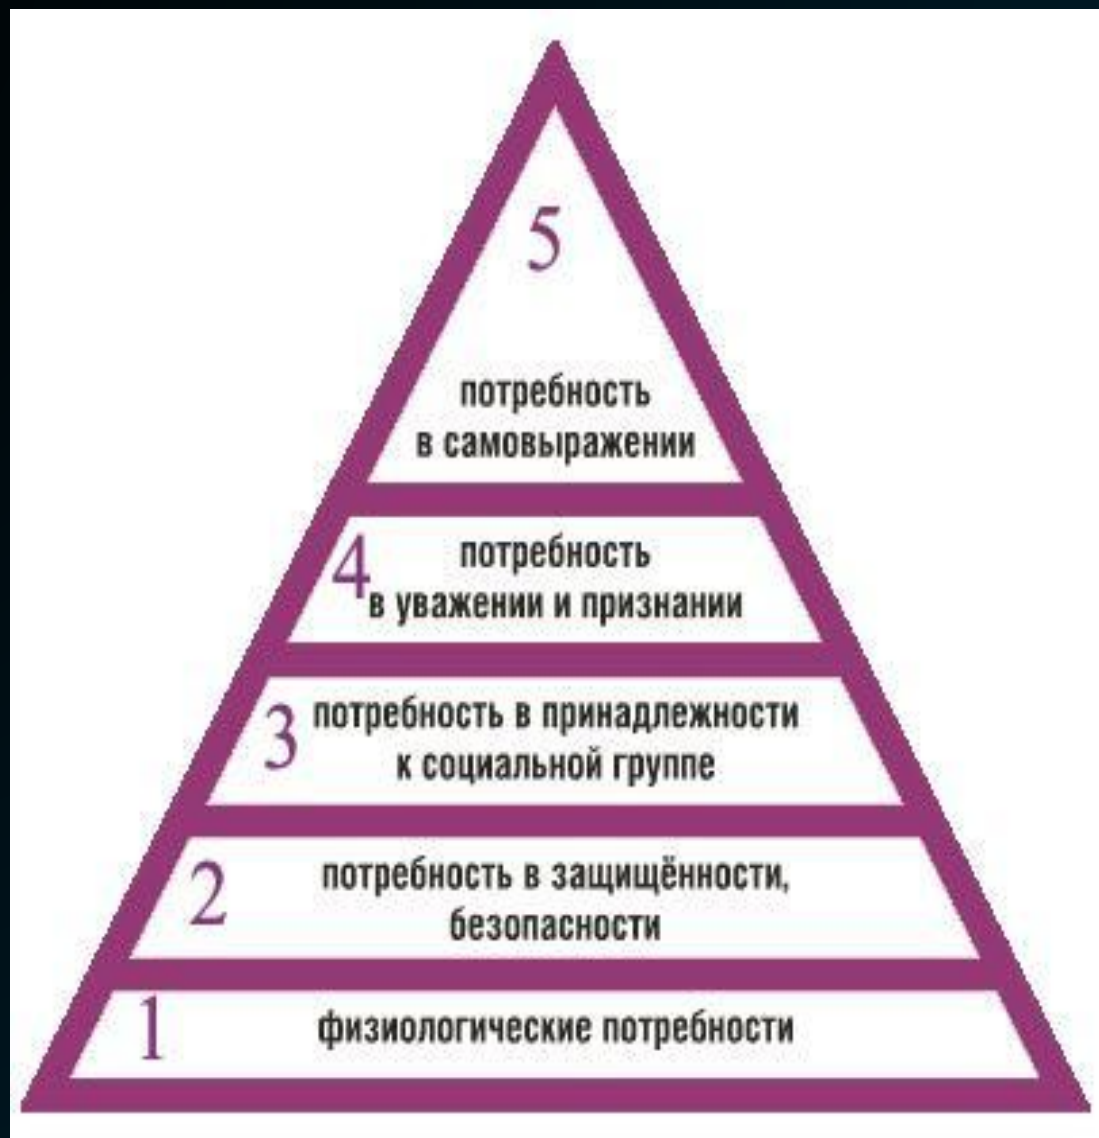 5
потребность
в самовыражении
4
потребность
в уважении и признании
3
потребность в принадлежности
к социальной группе
2
потребность в защищённости,
безопасности
1
физиологические потребности